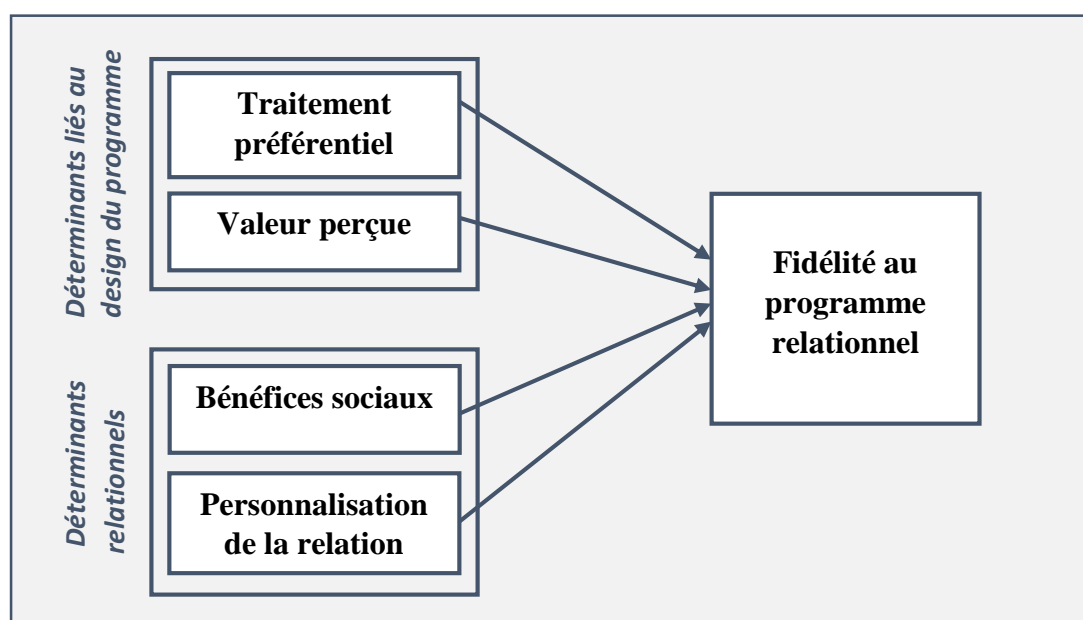 Déterminants liés au
design du programme
Traitement
préférentiel
Valeur perçue
Déterminants
relationnels
Bénéfices sociaux
Personnalisation
de la relation
Fidélité au
programme
relationnel